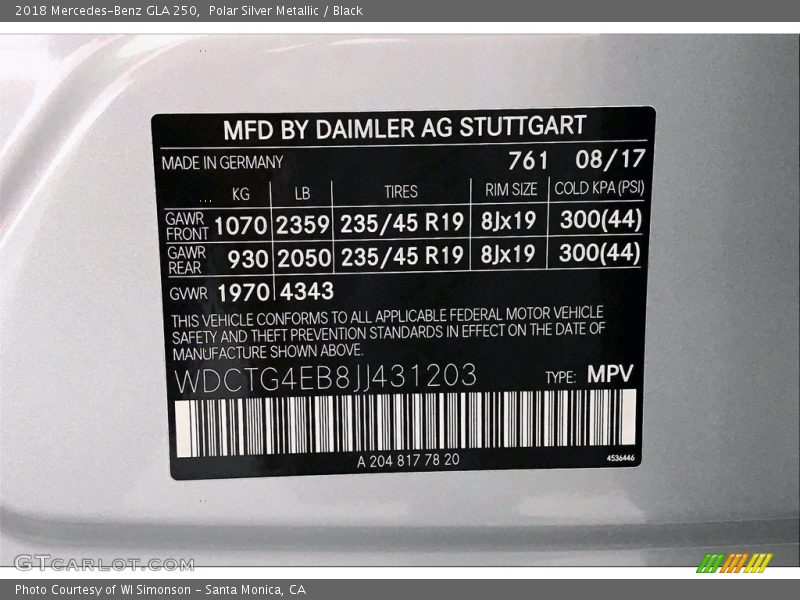 2018 Mercedes-Benz GLA 250, Polar Silver Metallic / Black
MFD BY DAIMLER AG STUTTGART
MADE IN GERMANY 761 08/17
KG LB TIRES RIM SIZE COLD KPA (PSI)
GAWR FRONT 1070 2359 235/45 R19 8Jx19 300(44)
GAWR REAR 930 2050 235/45 R19 8Jx19 300(44)
GVWR 1970 4343
THIS VEHICLE CONFORMS TO ALL APPLICABLE FEDERAL MOTOR VEHICLE
SAFETY AND THEFT PREVENTION STANDARDS IN EFFECT ON THE DATE OF
MANUFACTURE SHOWN ABOVE.
WDCTG4EB8JJ431203 TYPE: MPV
A 204 817 78 20 4536446
GTCARLOT.COM
Photo Courtesy of WI Simonson - Santa Monica, CA